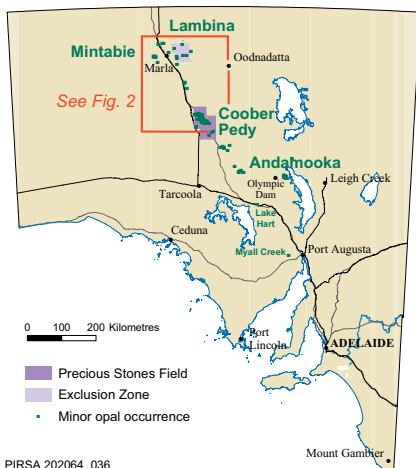 Lambina
Mintabie
Marla
Oodnadatta
See Fig. 2
Coober
Pedy
Andamooka
Olympic
Dam
Leigh Creek
Tarcoola
Lake
Hart
Ceduna
Myall Creek
Port Augusta
0 100 200 Kilometres
Port
Lincoln
ADELAIDE
Precious Stones Field
Exclusion Zone
Minor opal occurrence
Mount Gambier
PIRSA 202064_036